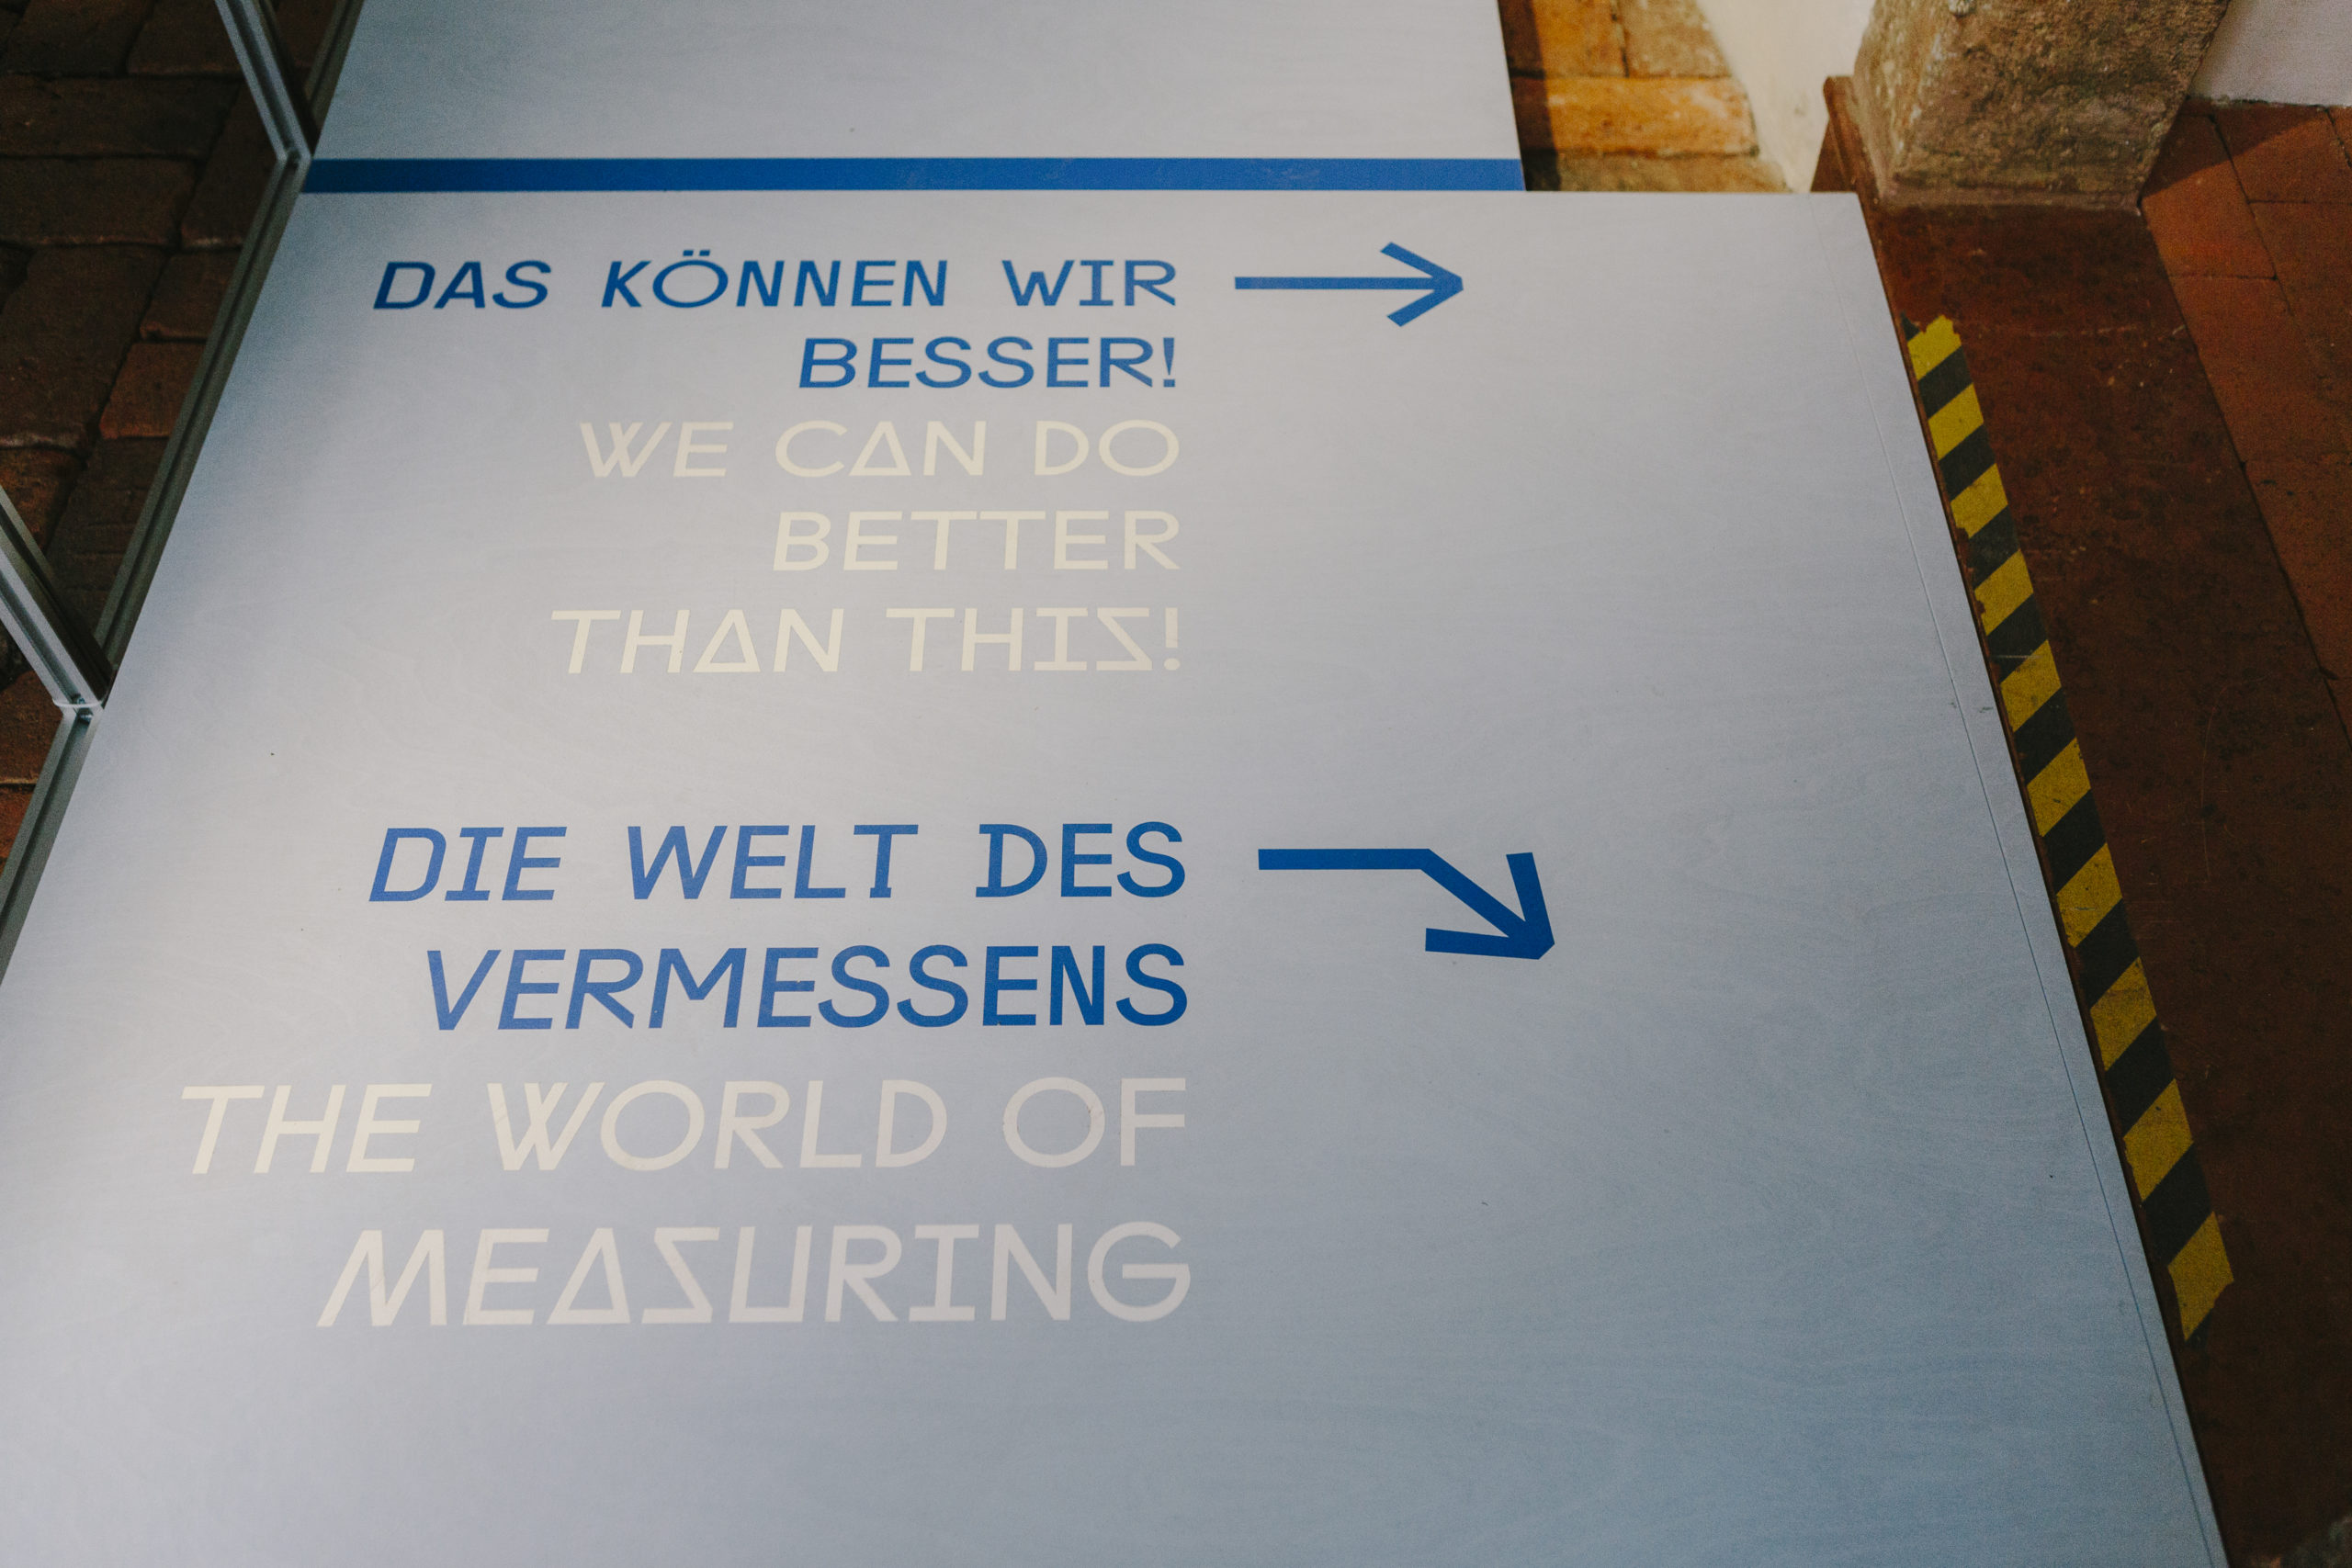 DAS KÖNNEN WIR
BESSER!
WE CAN DO
BETTER
THAN THIS!
DIE WELT DES
VERMESSENS
THE WORLD OF
MEASURING